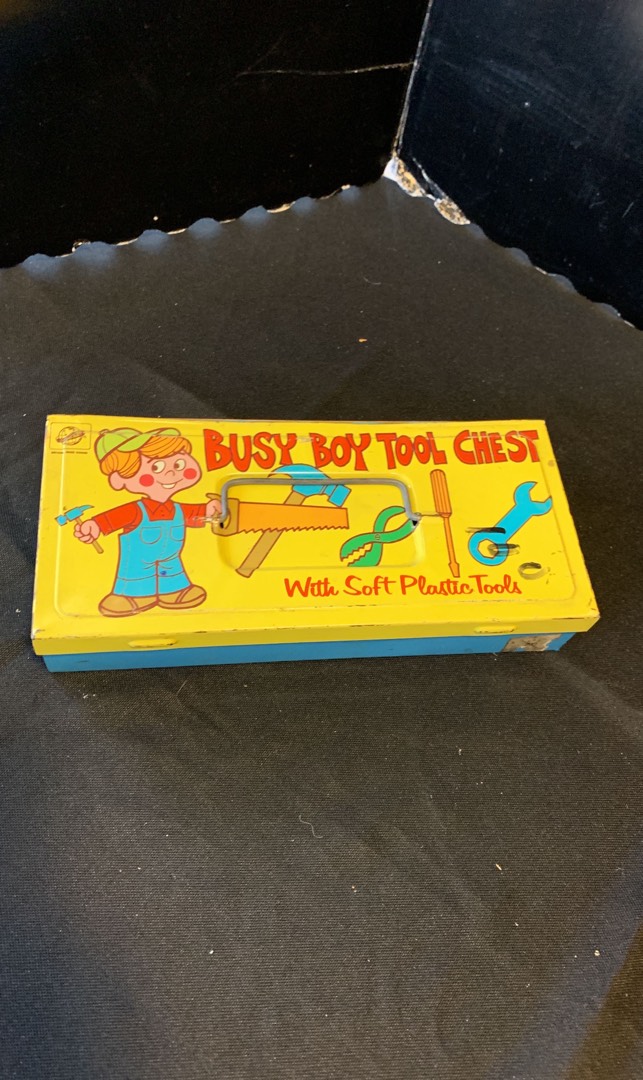 BUSY BOY TOOL CHEST
With Soft Plastic Tools